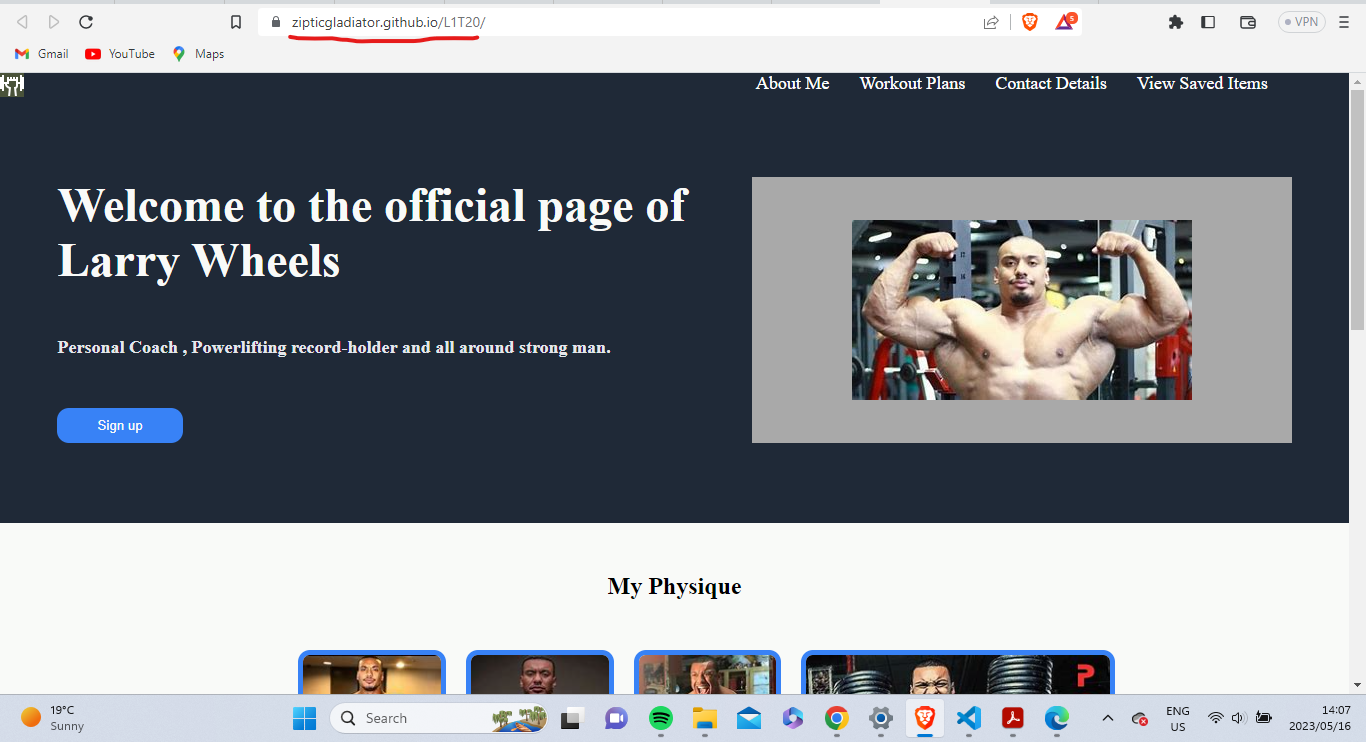 zipticgladiator.github.io/L1T20/
5
VPN
Gmail
YouTube
Maps
About Me
Workout Plans
Contact Details
View Saved Items
Welcome to the official page of
Larry Wheels
Personal Coach , Powerlifting record-holder and all around strong man.
Sign up
My Physique
P
19°C
Sunny
Search
ENG
US
14:07
2023/05/16